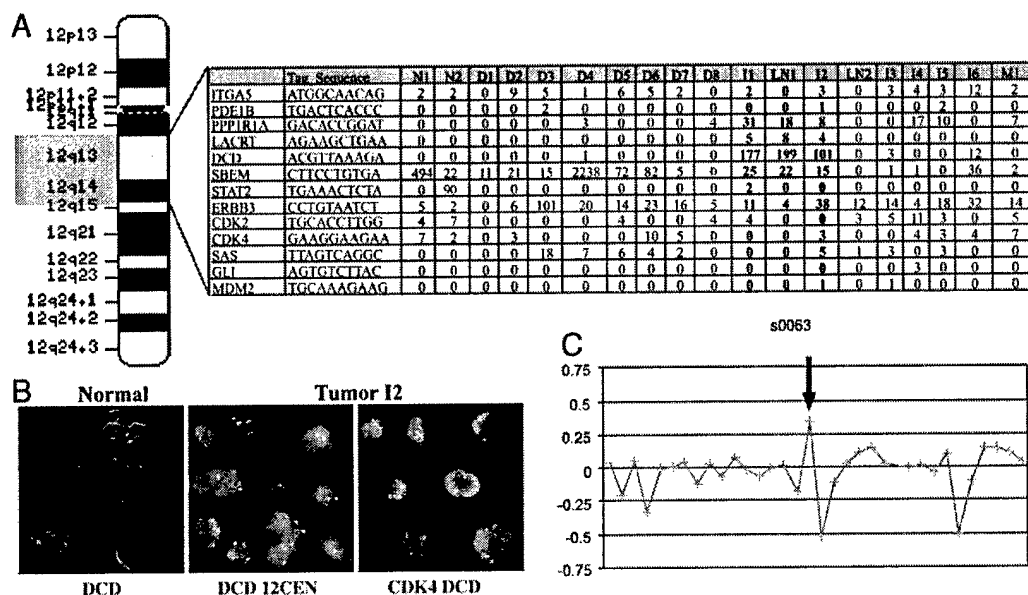 A
12p13
12p12
12p11.2
12q12
12q13
12q14
12q15
12q21
12q22
12q23
12q24.1
12q24.2
12q24.3
Tag Sequence N1 N2 D1 D2 D3 D4 D5 D6 D7 D8 I1 LN1 I2 LN2 I3 I4 I5 I6 M1
ITGA5 ATGGCAACAG 2 2 0 9 5 1 6 5 2 0 2 0 3 0 3 4 3 12 2
PDE1B TGACTCACCC 0 0 0 0 2 0 0 0 0 0 0 0 1 0 0 0 2 0 0
PPP1R1A GACACCGGAT 0 0 0 0 0 3 0 0 0 4 31 18 8 0 0 17 10 0 7
LACRT AGAAGCTGAA 0 0 0 0 0 0 0 0 0 0 5 8 4 0 0 0 0 0 0
DCD ACGTTAAAGA 0 0 0 0 0 1 0 0 0 0 177 199 101 0 3 0 0 12 0
SBEM CTTCCTGTGA 494 22 11 21 15 2238 72 82 5 0 25 22 15 0 1 1 0 36 2
STAT2 TGAAACTCTA 0 90 0 0 0 0 0 0 0 0 2 0 0 0 0 0 0 0 0
ERBB3 CCTGTAATCT 5 2 0 6 101 20 14 23 16 5 11 4 38 12 14 4 18 32 14
CDK2 TGCACCTTGG 4 7 0 0 0 0 4 0 0 4 4 0 0 3 5 11 3 0 5
CDK4 GAAGGAAGAA 7 2 0 3 0 0 0 10 5 0 0 0 3 0 3 4 3 4 7
SAS TTAGTCAGGC 0 0 0 0 18 7 6 4 2 0 0 0 5 1 3 0 3 0 0
GLI AGTGTCTTAC 0 0 0 0 0 0 0 0 0 0 0 0 0 0 0 3 0 0 0
MDM2 TGCAAAGAAG 0 0 0 0 0 0 0 0 0 0 0 0 1 0 1 0 0 0 0
B
Normal
Tumor I2
DCD
DCD 12CEN
CDK4 DCD
C
s0063
0.75
0.5
0.25
0
-0.25
-0.5
-0.75